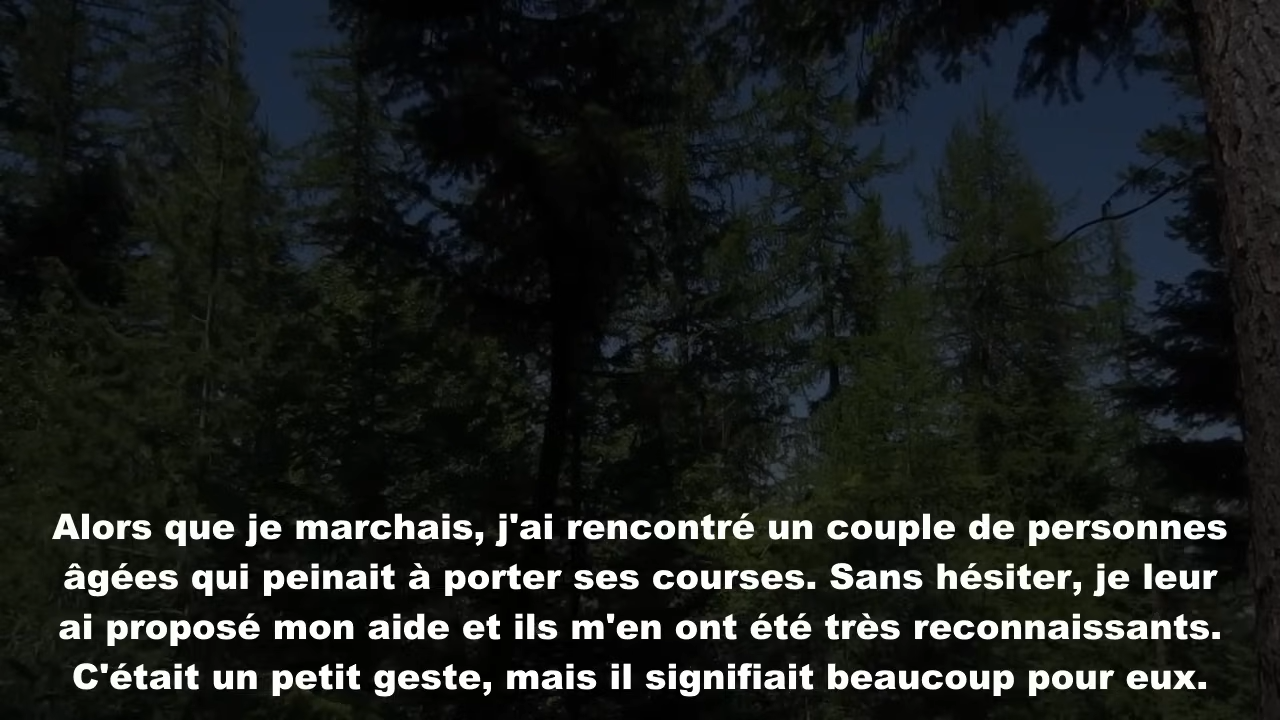 Alors que je marchais, j'ai rencontré un couple de personnes
âgées qui peinait à porter ses courses. Sans hésiter, je leur
ai proposé mon aide et ils m'en ont été très reconnaissants.
C'était un petit geste, mais il signifiait beaucoup pour eux.